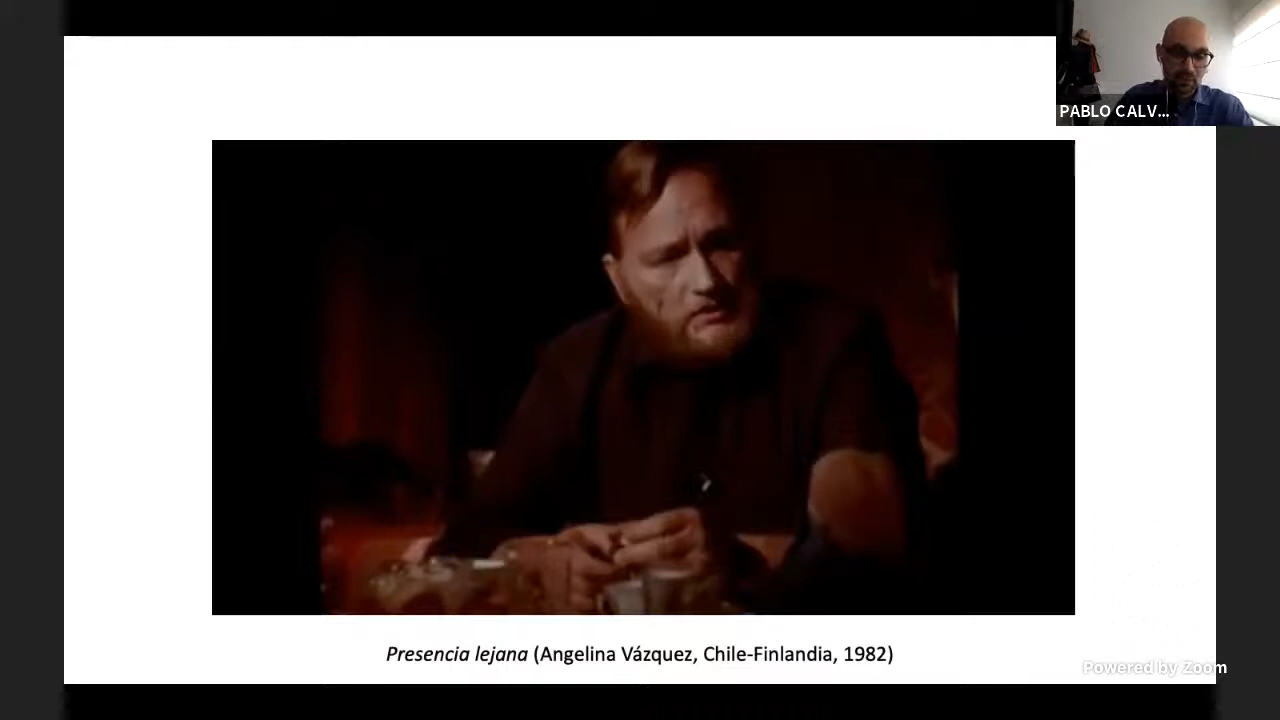 PABLO CALV...
Presencia lejana (Angelina Vázquez, Chile-Finlandia, 1982)
Powered by Zoom